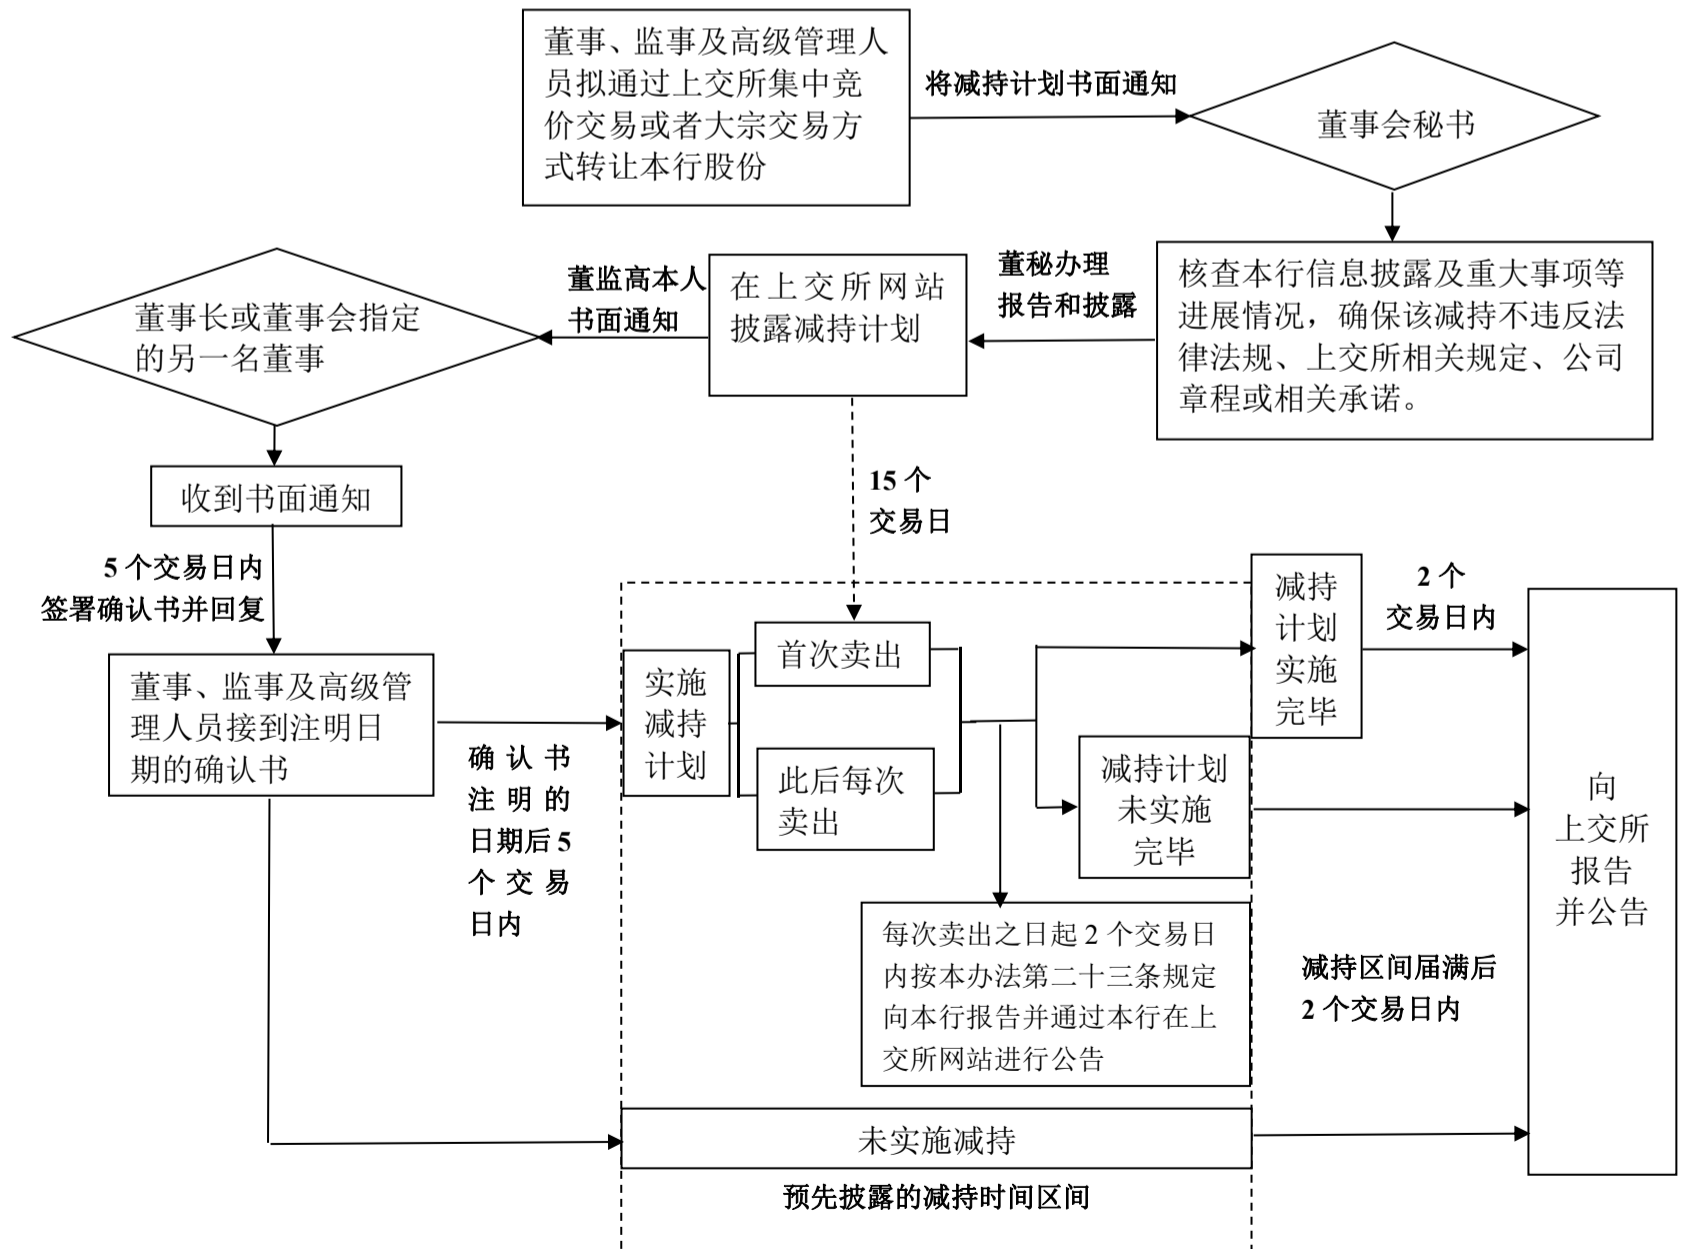 董事、监事及高级管理人
员拟通过上交所集中竞
价交易或者大宗交易方
式转让本行股份
将减持计划书面通知
董事会秘书
核查本行信息披露及重大事项等
进展情况，确保该减持不违反法
律法规、上交所相关规定、公司
章程或相关承诺。
董秘办理
报告和披露
在上交所网站
披露减持计划
董监高本人
书面通知
董事长或董事会指定
的另一名董事
收到书面通知
5 个交易日内
签署确认书并回复
董事、监事及高级管
理人员接到注明日
期的确认书
确认书
注明的
日期后 5
个交易
日内
15 个
交易日
实施
减持
计划
首次卖出
此后每次
卖出
减持
计划
实施
完毕
减持计划
未实施
完毕
每次卖出之日起 2 个交易日
内按本办法第二十三条规定
向本行报告并通过本行在上
交所网站进行公告
2 个
交易日内
减持区间届满后
2 个交易日内
向
上交所
报告
并公告
未实施减持
预先披露的减持时间区间